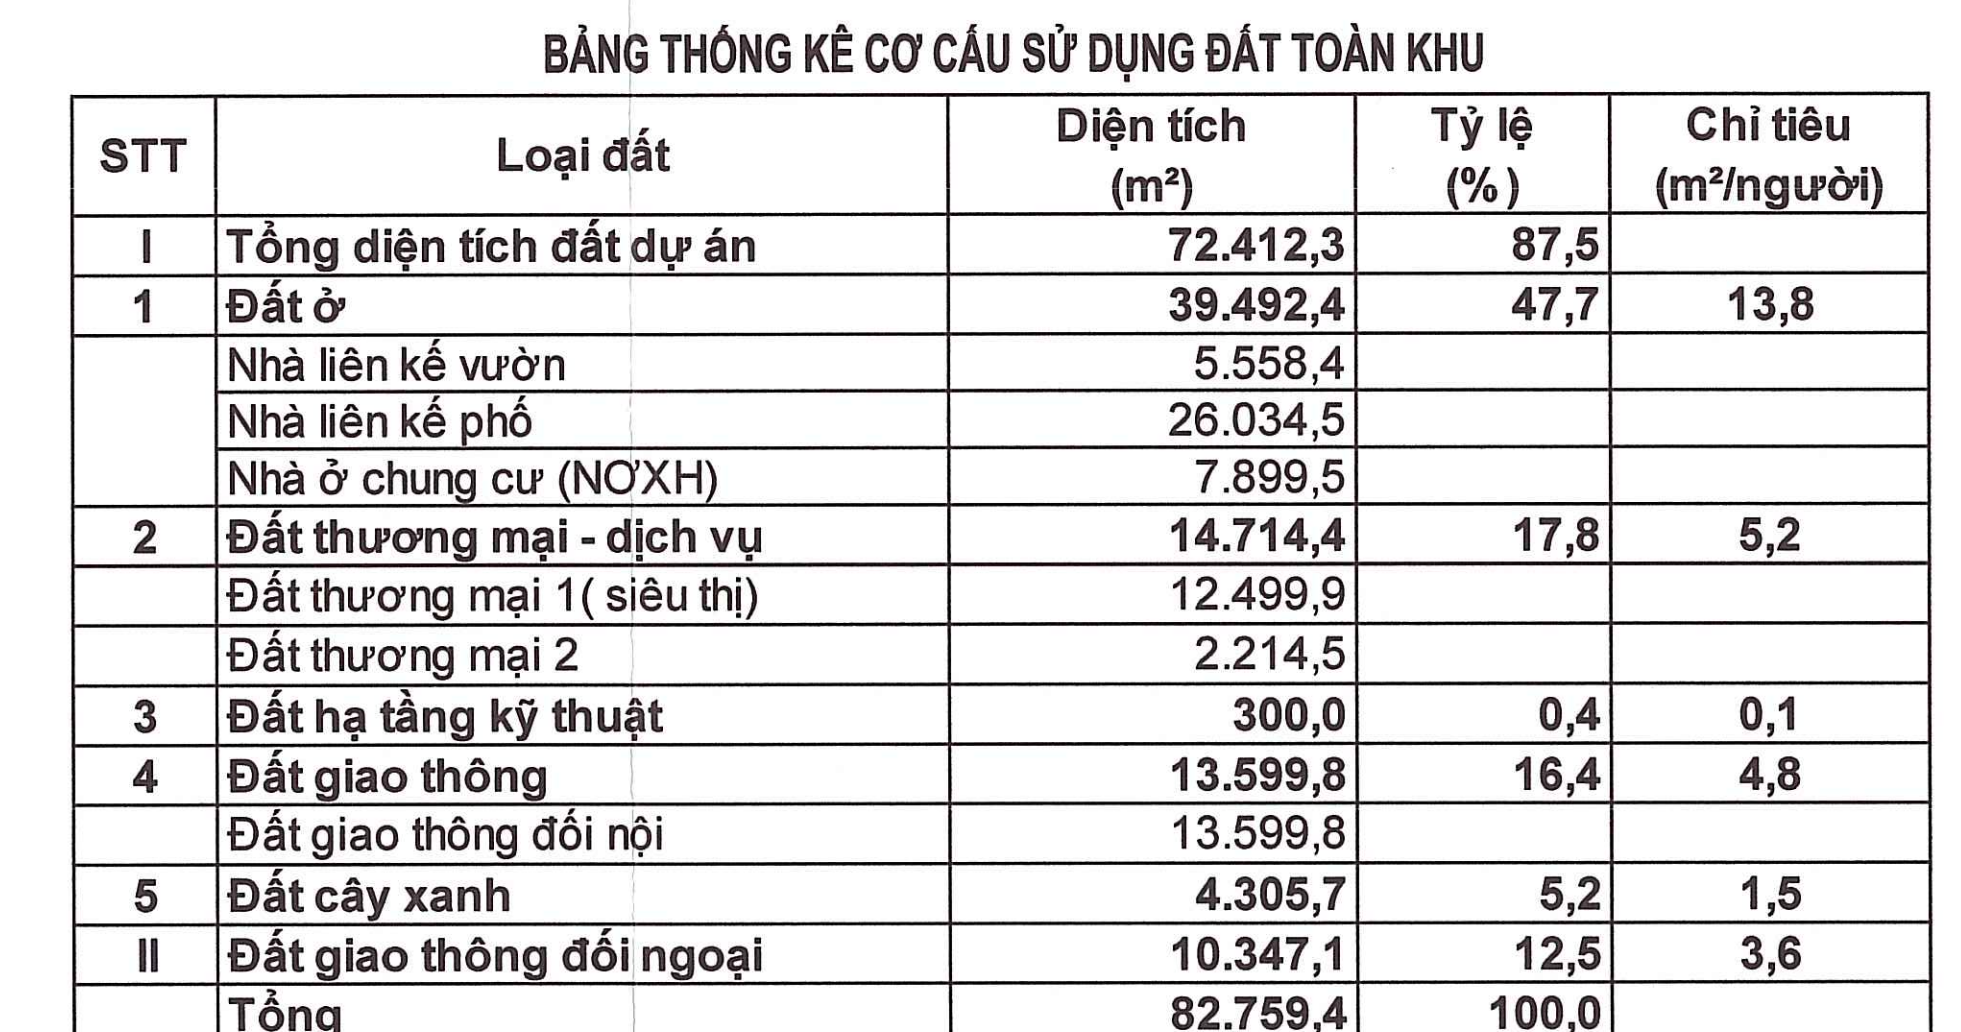 BẢNG THỐNG KÊ CƠ CẤU SỬ DỤNG ĐẤT TOÀN KHU
STT Loại đất Diện tích (m²) Tỷ lệ (%) Chỉ tiêu (m²/người)
I Tổng diện tích đất dự án 72.412,3 87,5
1 Đất ở 39.492,4 47,7 13,8
Nhà liên kế vườn 5.558,4
Nhà liên kế phố 26.034,5
Nhà ở chung cư (NƠXH) 7.899,5
2 Đất thương mại - dịch vụ 14.714,4 17,8 5,2
Đất thương mại 1( siêu thị) 12.499,9
Đất thương mại 2 2.214,5
3 Đất hạ tầng kỹ thuật 300,0 0,4 0,1
4 Đất giao thông 13.599,8 16,4 4,8
Đất giao thông đối nội 13.599,8
5 Đất cây xanh 4.305,7 5,2 1,5
II Đất giao thông đối ngoại 10.347,1 12,5 3,6
Tổng 82.759,4 100,0